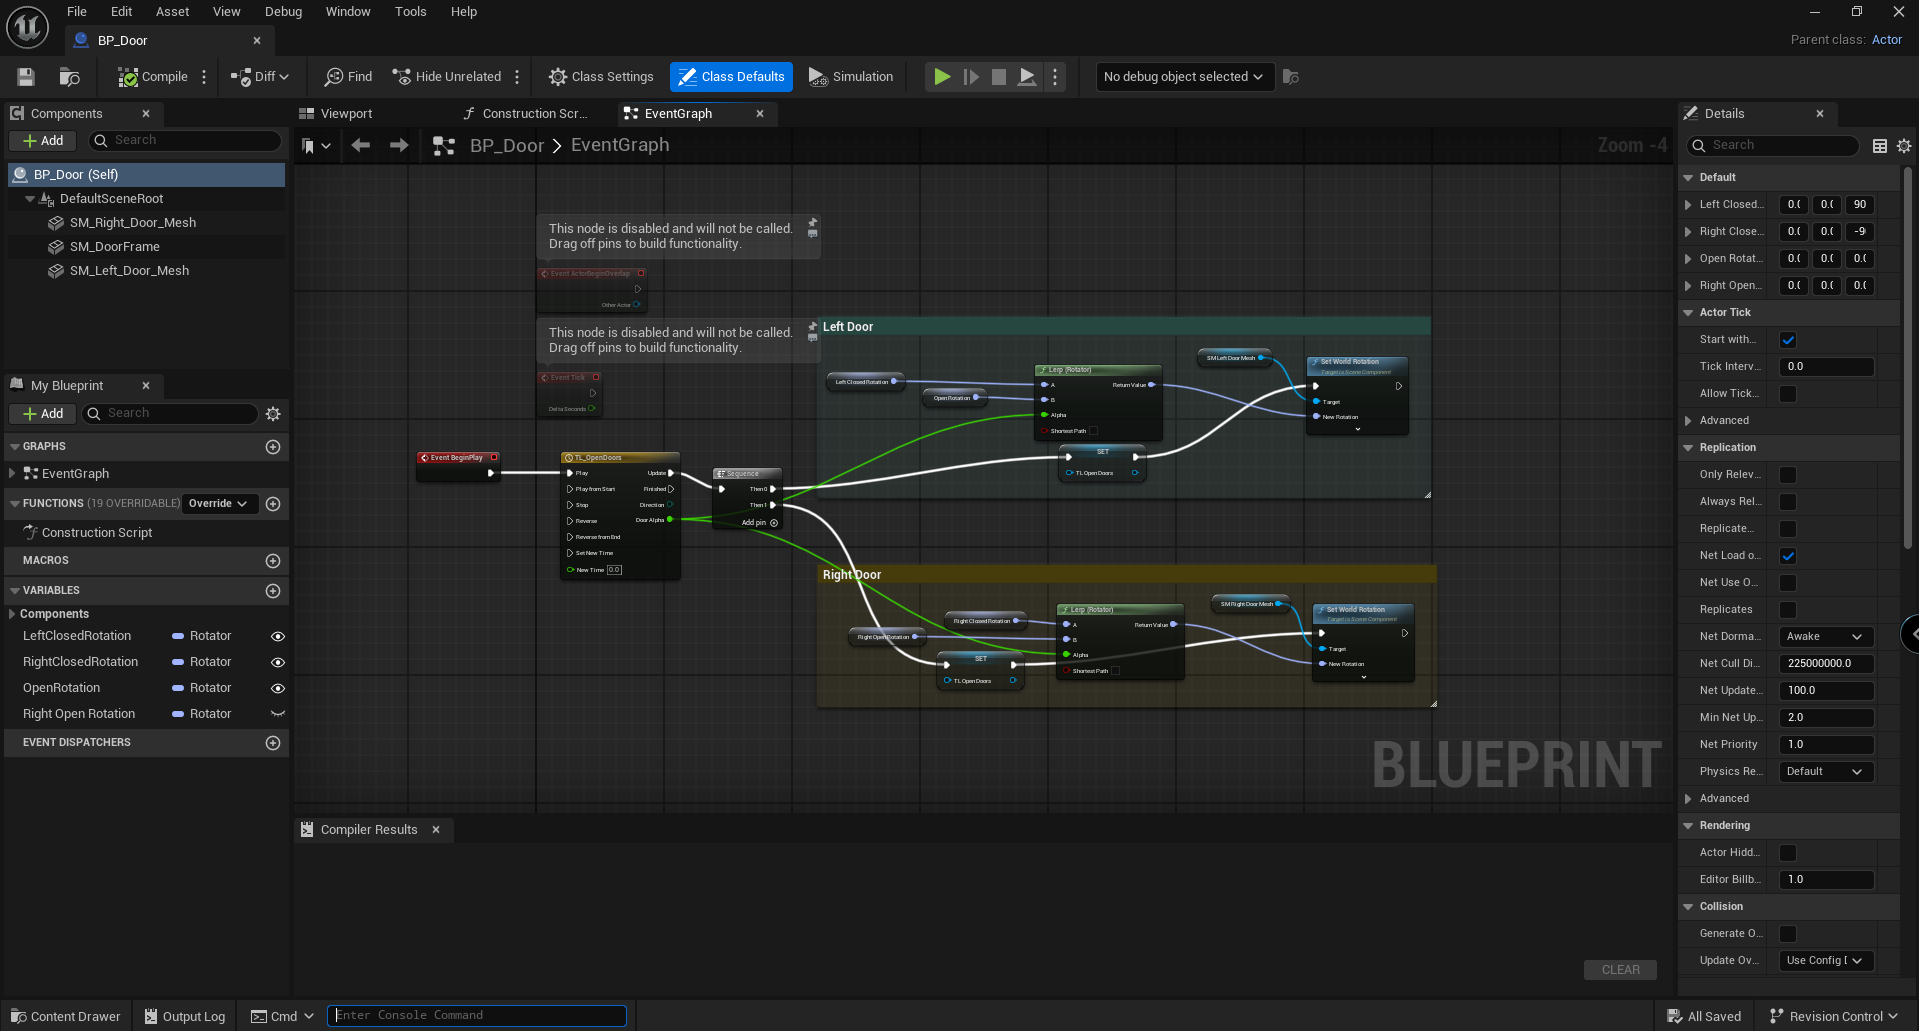 File Edit Asset View Debug Window Tools Help
BP_Door
Parent class: Actor
Compile Diff Find Hide Unrelated Class Settings Class Defaults Simulation No debug object selected
Components
Add Search
BP_Door (Self)
DefaultSceneRoot
SM_Right_Door_Mesh
SM_DoorFrame
SM_Left_Door_Mesh
My Blueprint
Add Search
GRAPHS
EventGraph
FUNCTIONS (19 OVERRIDABLE) Override
Construction Script
MACROS
VARIABLES
Components
LeftClosedRotation Rotator
RightClosedRotation Rotator
OpenRotation Rotator
Right Open Rotation Rotator
EVENT DISPATCHERS
Viewport Construction Scr... EventGraph
BP_Door > EventGraph
Zoom -4
This node is disabled and will not be called.
Drag off pins to build functionality.
Event ActorBeginOverlap
Other Actor
This node is disabled and will not be called.
Drag off pins to build functionality.
Event Tick
Delta Seconds
Event BeginPlay
TL_OpenDoors
Play Update
Play from Start Finished
Stop Direction
Reverse Door Alpha
Reverse from End
Set New Time
New Time 0.0
Sequence
Then 0
Then 1
Add pin
Left Door
Left Closed Rotation
Open Rotation
Lerp (Rotator)
A Return Value
B
Alpha
Shortest Path
SM Left Door Mesh
Set World Rotation
Target is Scene Component
Target
New Rotation
SET
TL Open Doors
Right Door
Right Closed Rotation
Right Open Rotation
Lerp (Rotator)
A Return Value
B
Alpha
Shortest Path
SM Right Door Mesh
Set World Rotation
Target is Scene Component
Target
New Rotation
SET
TL Open Doors
BLUEPRINT
Compiler Results
CLEAR
Details
Search
Default
Left Closed... 0.( 0.( 90
Right Close... 0.( 0.( -9
Open Rotat... 0.( 0.( 0.(
Right Open... 0.( 0.( 0.(
Actor Tick
Start with...
Tick Interv... 0.0
Allow Tick...
Advanced
Replication
Only Relev...
Always Rel...
Replicate...
Net Load o...
Net Use O...
Replicates
Net Dorma... Awake
Net Cull Di... 225000000.0
Net Update... 100.0
Min Net Up... 2.0
Net Priority 1.0
Physics Re... Default
Advanced
Rendering
Actor Hidd...
Editor Billb... 1.0
Collision
Generate O...
Update Ov... Use Config
Content Drawer Output Log Cmd Enter Console Command All Saved Revision Control